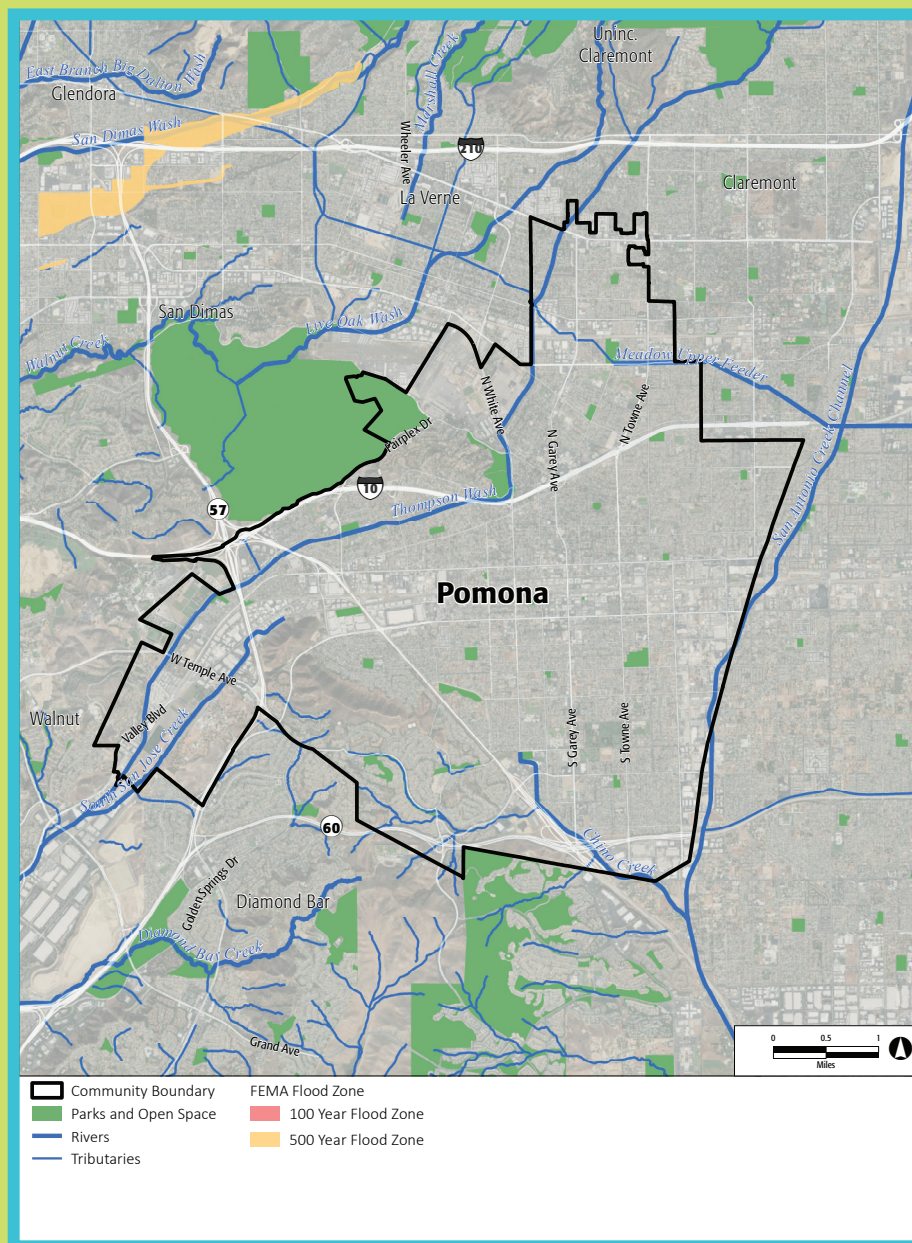 Uninc.
Claremont
East Branch Big Dalton Wash
Glendora
Marshall Creek
San Dimas Wash
Wheeler Ave
210
La Verne
Claremont
San Dimas
Live Oak Wash
Walnut Creek
Meadow Upper Feeder
N White Ave
N Towne Ave
Fairplex Dr
N Garey Ave
San Antonio Creek Channel
10
Thompson Wash
57
Pomona
W Temple Ave
Walnut
Valley Blvd
South San Jose Creek
S Garey Ave
S Towne Ave
60
Chino Creek
Golden Springs Dr
Diamond Bar
Diamond Bar Creek
Grand Ave
0 0.5 1
Miles
Community Boundary
Parks and Open Space
Rivers
Tributaries
FEMA Flood Zone
100 Year Flood Zone
500 Year Flood Zone